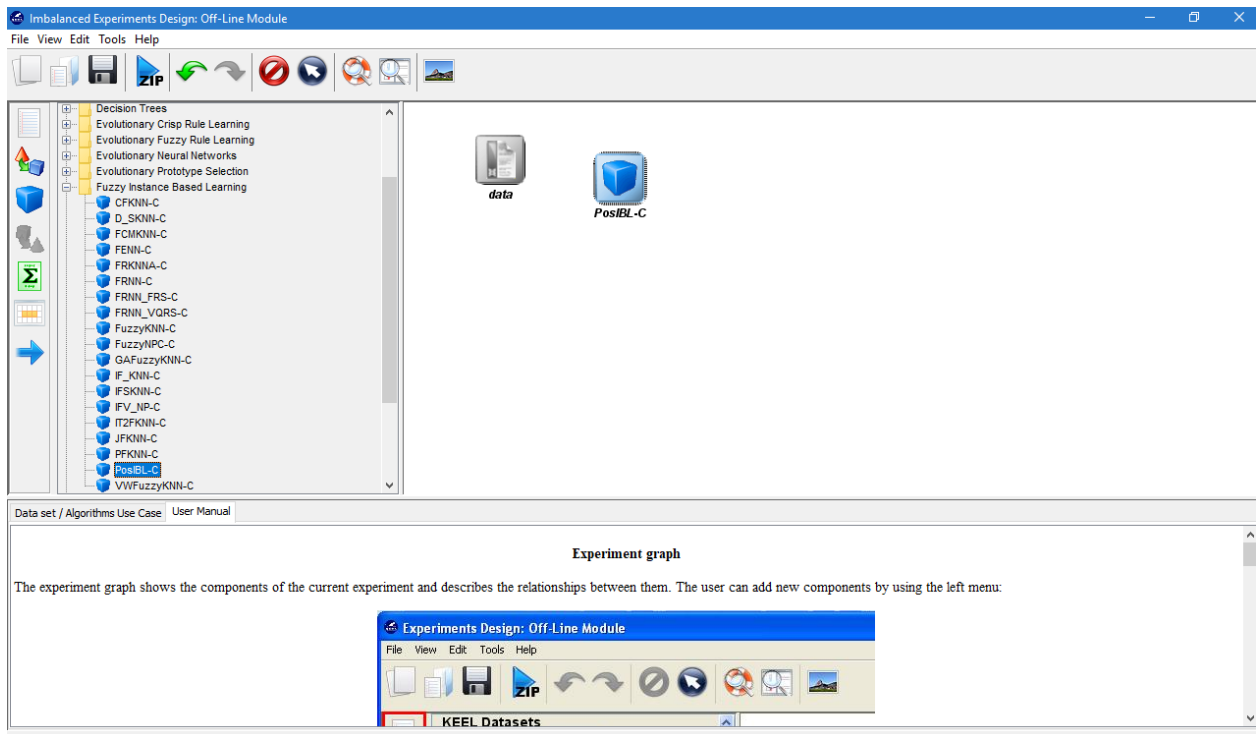 Imbalanced Experiments Design: Off-Line Module
File View Edit Tools Help
ZIP
Decision Trees
Evolutionary Crisp Rule Learning
Evolutionary Fuzzy Rule Learning
Evolutionary Neural Networks
Evolutionary Prototype Selection
Fuzzy Instance Based Learning
CFKNN-C
D_SKNN-C
FCMKNN-C
FENN-C
FRKNNA-C
FRNN-C
FRNN_FRS-C
FRNN_VQRS-C
FuzzyKNN-C
FuzzyNPC-C
GAFuzzyKNN-C
IF_KNN-C
IFSKNN-C
IFV_NP-C
IT2FKNN-C
JFKNN-C
PFKNN-C
PosIBL-C
VWFuzzyKNN-C
Σ
data
PosIBL-C
Data set / Algorithms Use Case User Manual
Experiment graph
The experiment graph shows the components of the current experiment and describes the relationships between them. The user can add new components by using the left menu:
Experiments Design: Off-Line Module
File View Edit Tools Help
ZIP
KEEL Datasets